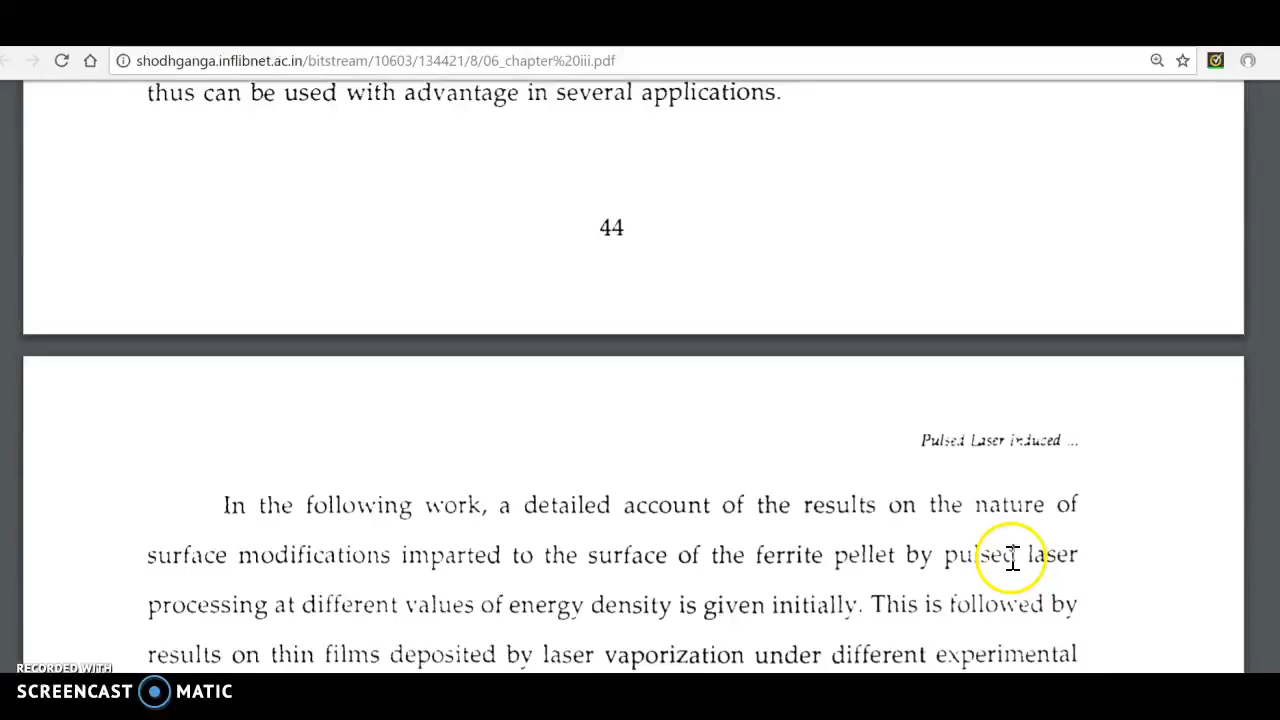 shodhganga.inflibnet.ac.in/bitstream/10603/134421/8/06_chapter%20iii.pdf
thus can be used with advantage in several applications.
44
Pulsed Laser induced ...
In the following work, a detailed account of the results on the nature of
surface modifications imparted to the surface of the ferrite pellet by pulsed laser
processing at different values of energy density is given initially. This is followed by
results on thin films deposited by laser vaporization under different experimental
RECORDED WITH
SCREENCAST MATIC